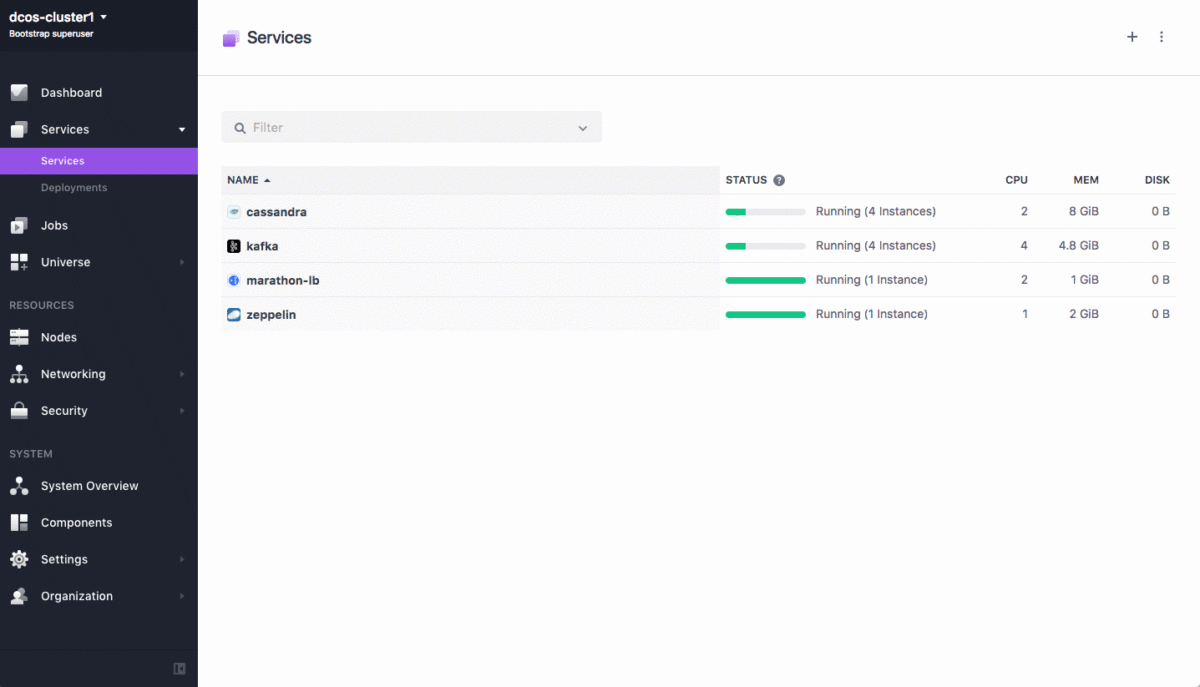 dcos-cluster1
Bootstrap superuser
Dashboard
Services
Services
Deployments
Jobs
Universe
RESOURCES
Nodes
Networking
Security
SYSTEM
System Overview
Components
Settings
Organization
Services
Filter
NAME STATUS ? CPU MEM DISK
cassandra Running (4 Instances) 2 8 GiB 0 B
kafka Running (4 Instances) 4 4.8 GiB 0 B
marathon-lb Running (1 Instance) 2 1 GiB 0 B
zeppelin Running (1 Instance) 1 2 GiB 0 B